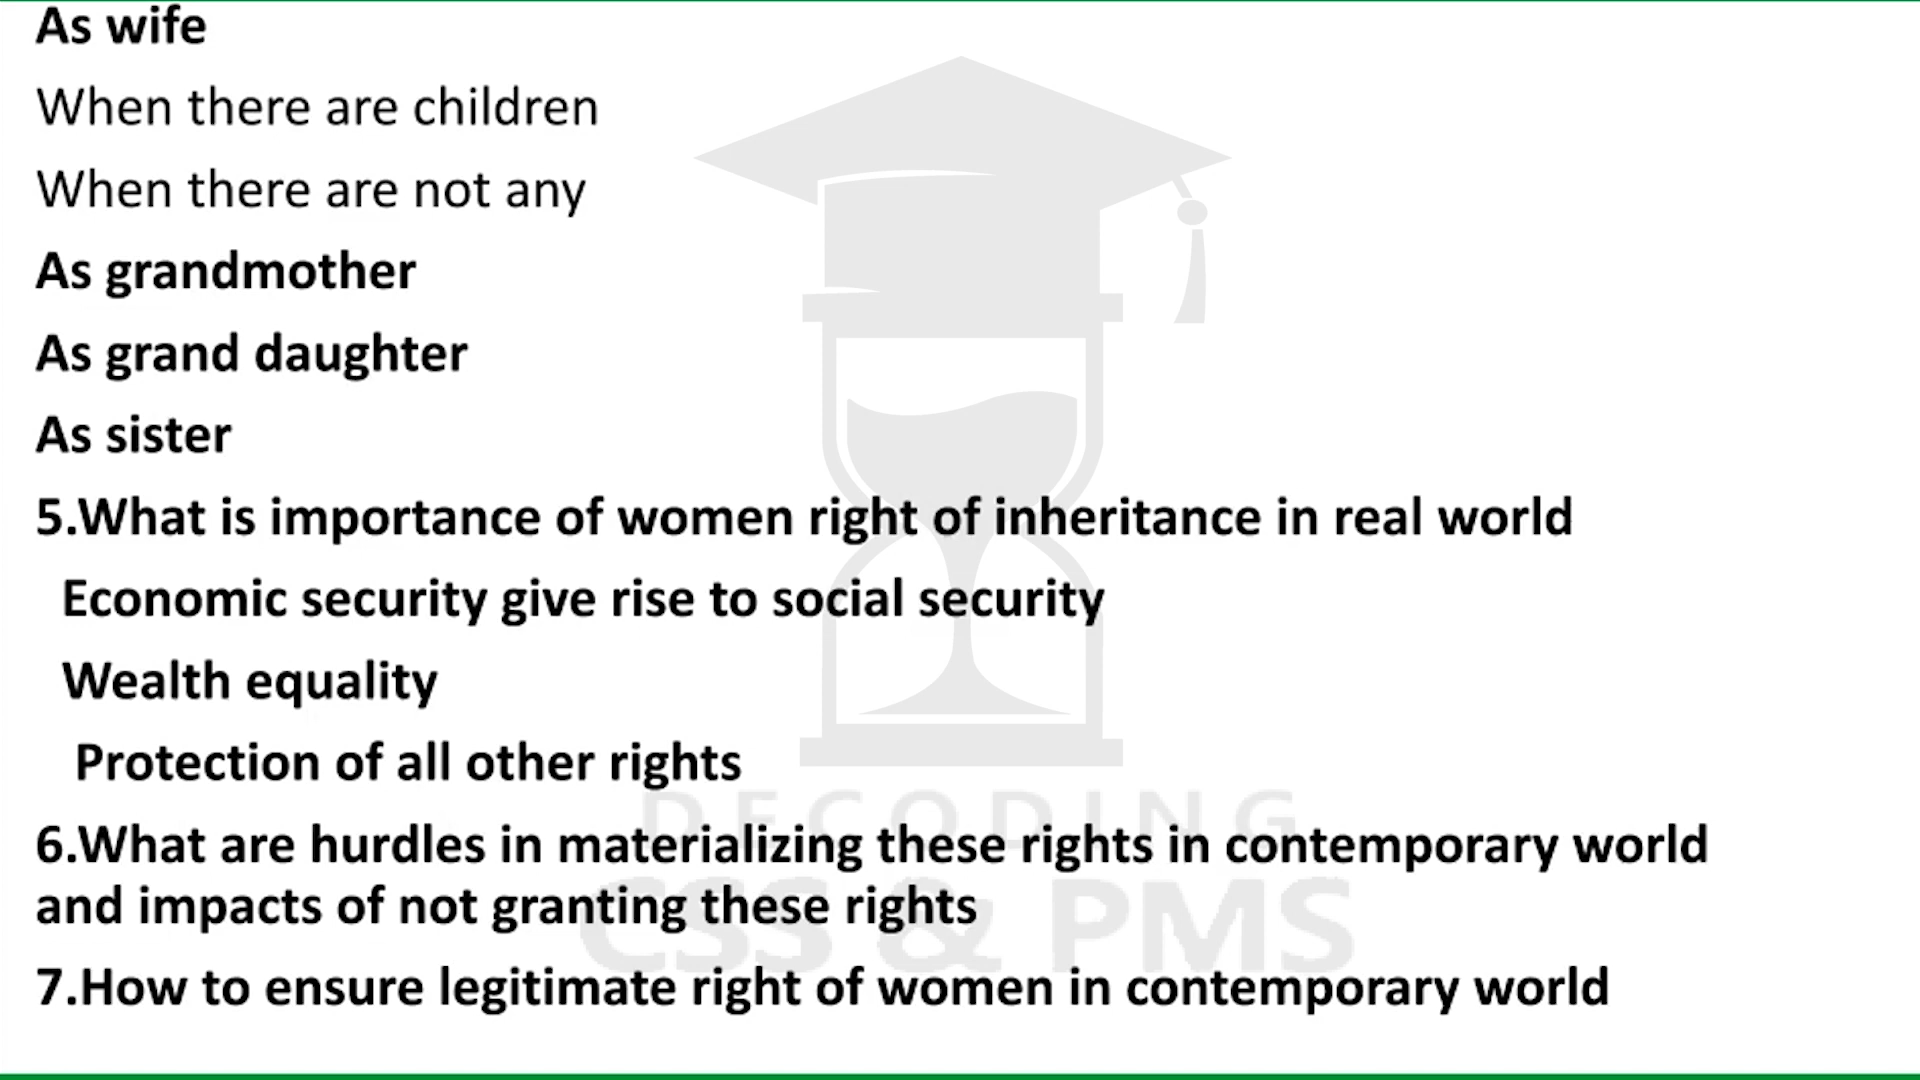 As wife
When there are children
When there are not any
As grandmother
As grand daughter
As sister
5.What is importance of women right of inheritance in real world
Economic security give rise to social security
Wealth equality
Protection of all other rights
DECODING
6.What are hurdles in materializing these rights in contemporary world
and impacts of not granting these rights
CSS & PMS
7.How to ensure legitimate right of women in contemporary world